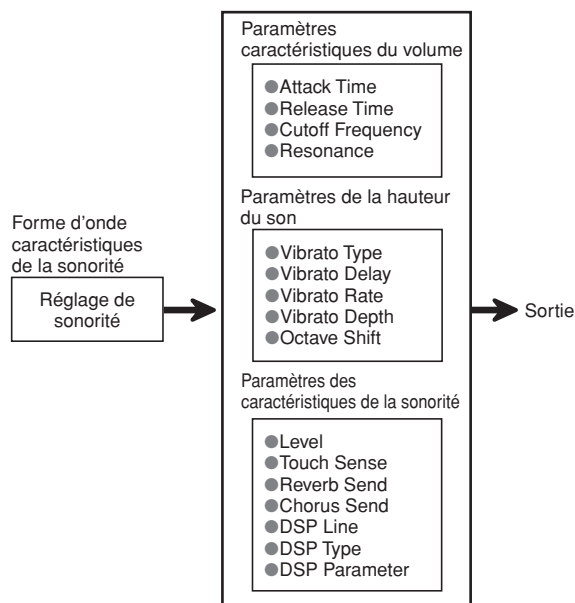 Paramètres
caractéristiques du volume
●Attack Time
●Release Time
●Cutoff Frequency
●Resonance
Paramètres de la hauteur
du son
●Vibrato Type
●Vibrato Delay
●Vibrato Rate
●Vibrato Depth
●Octave Shift
Forme d'onde
caractéristiques
de la sonorité
Réglage de
sonorité
Sortie
Paramètres des
caractéristiques de la sonorité
●Level
●Touch Sense
●Reverb Send
●Chorus Send
●DSP Line
●DSP Type
●DSP Parameter